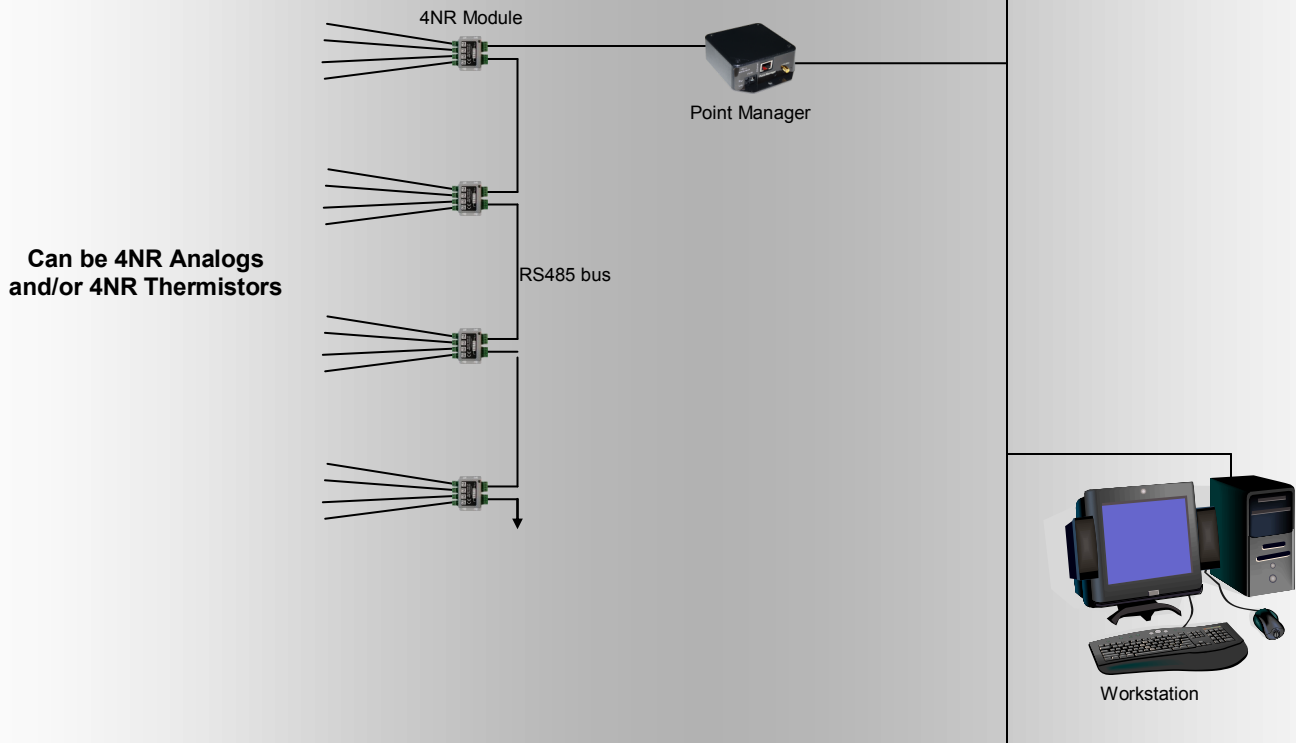 4NR Module
Point Manager
Can be 4NR Analogs
and/or 4NR Thermistors
RS485 bus
Workstation